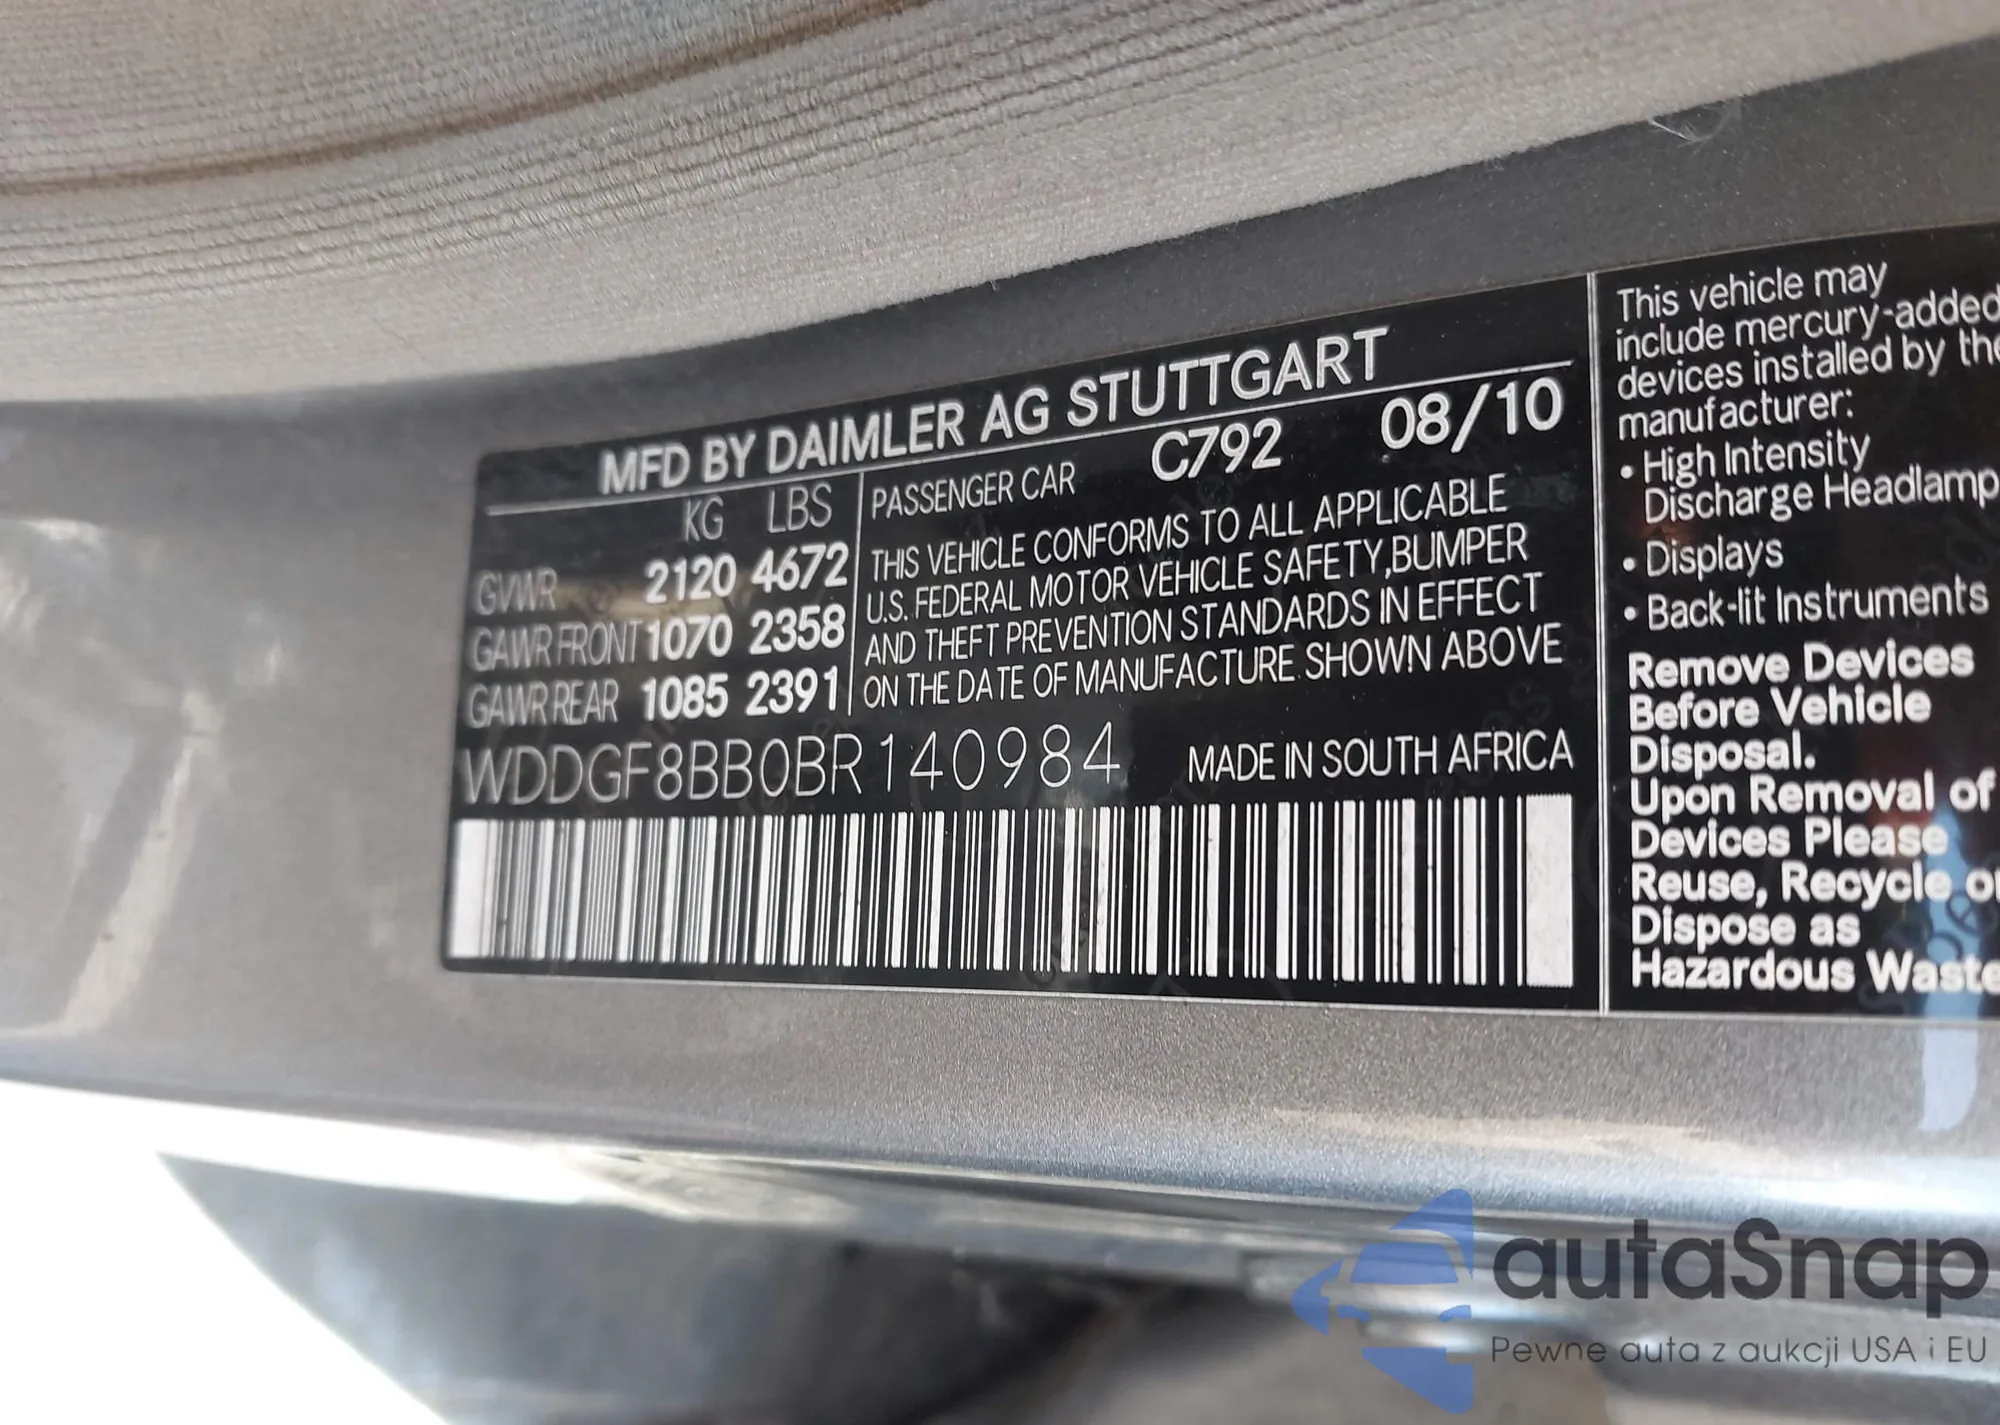 MFD BY DAIMLER AG STUTTGART
KG LBS
GVWR 2120 4672
GAWR FRONT 1070 2358
GAWR REAR 1085 2391
PASSENGER CAR C792 08/10
THIS VEHICLE CONFORMS TO ALL APPLICABLE
U.S. FEDERAL MOTOR VEHICLE SAFETY,BUMPER
AND THEFT PREVENTION STANDARDS IN EFFECT
ON THE DATE OF MANUFACTURE SHOWN ABOVE
WDDGF8BB0BR140984 MADE IN SOUTH AFRICA
This vehicle may
include mercury-added
devices installed by the
manufacturer:
• High Intensity
Discharge Headlamp
• Displays
• Back-lit Instruments
Remove Devices
Before Vehicle
Disposal.
Upon Removal of
Devices Please
Reuse, Recycle or
Dispose as
Hazardous Waste
autaSnap
Pewne auta z aukcji USA i EU